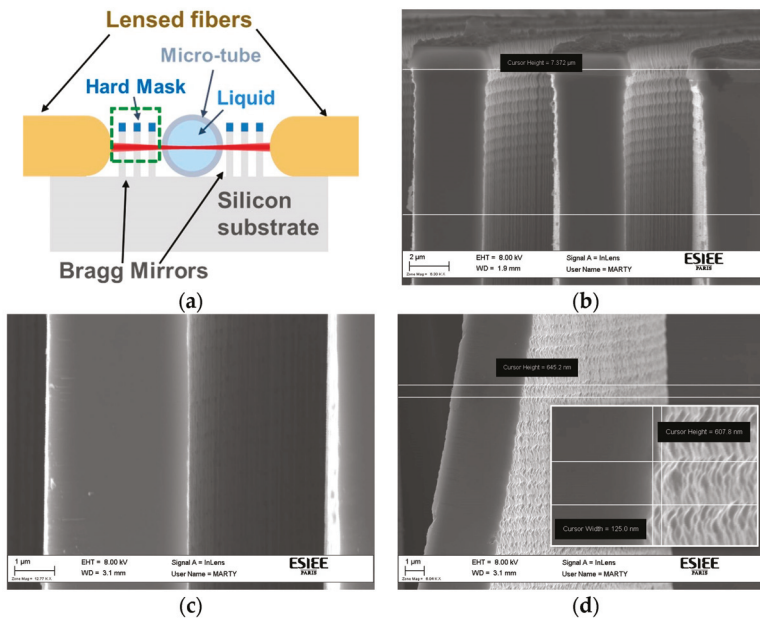 Lensed fibers
Micro-tube
Hard Mask
Liquid
Silicon
substrate
Bragg Mirrors
(a)
Cursor Height = 7.372 µm
2 µm
EHT = 8.00 kV
WD = 1.9 mm
Signal A = InLens
User Name = MARTY
ESIEE
PARIS
(b)
1 µm
EHT = 8.00 kV
WD = 3.1 mm
Signal A = InLens
User Name = MARTY
ESIEE
PARIS
(c)
Cursor Height = 645.2 nm
Cursor Height = 607.8 nm
Cursor Width = 125.0 nm
1 µm
EHT = 8.00 kV
WD = 3.1 mm
Signal A = InLens
User Name = MARTY
ESIEE
PARIS
(d)